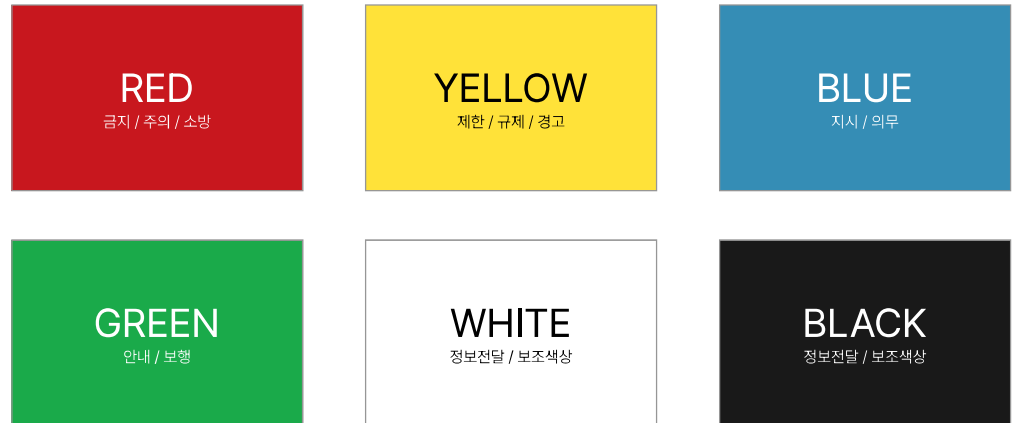 RED
금지 / 주의 / 소방
YELLOW
제한 / 규제 / 경고
BLUE
지시 / 의무
GREEN
안내 / 보행
WHITE
정보전달 / 보조색상
BLACK
정보전달 / 보조색상